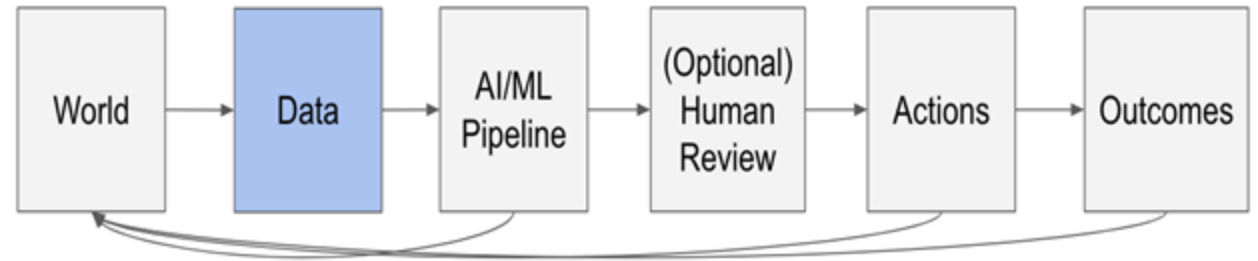 World
Data
AI/ML
Pipeline
(Optional)
Human
Review
Actions
Outcomes